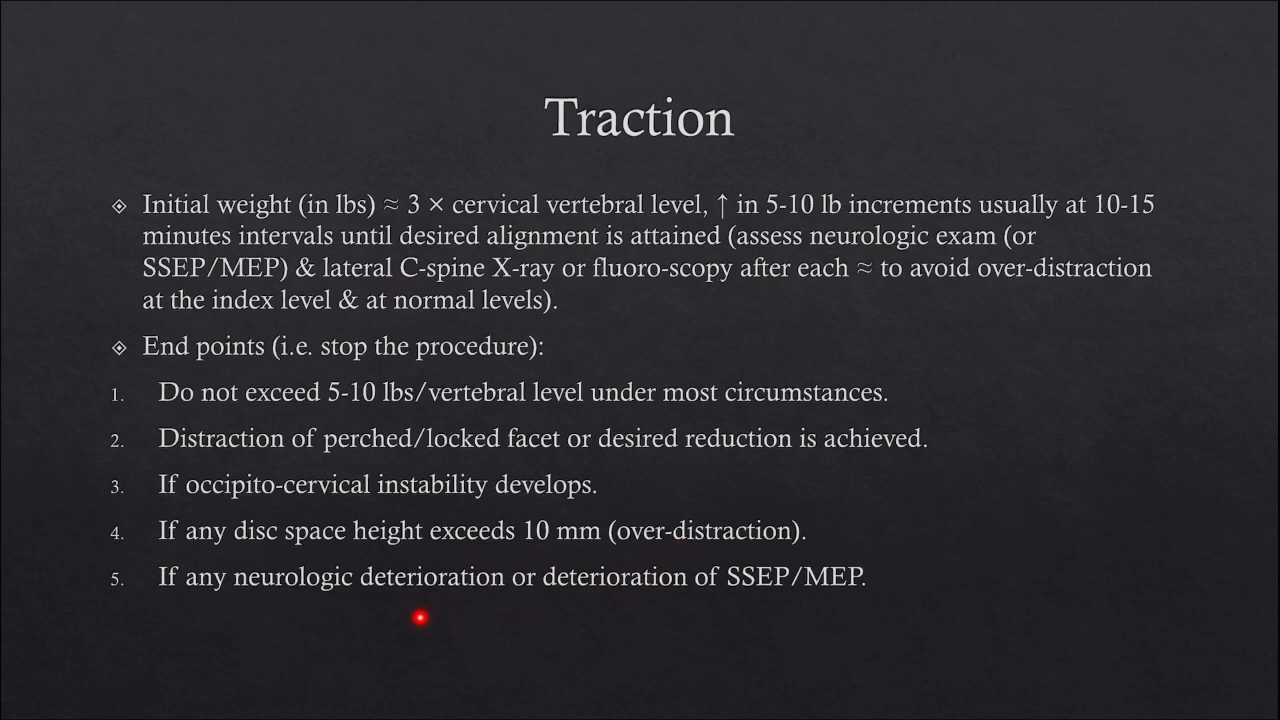 Traction
Initial weight (in lbs) ≈ 3 × cervical vertebral level, ↑ in 5-10 lb increments usually at 10-15
minutes intervals until desired alignment is attained (assess neurologic exam (or
SSEP/MEP) & lateral C-spine X-ray or fluoro-scopy after each ≈ to avoid over-distraction
at the index level & at normal levels).
End points (i.e. stop the procedure):
1. Do not exceed 5-10 lbs/vertebral level under most circumstances.
2. Distraction of perched/locked facet or desired reduction is achieved.
3. If occipito-cervical instability develops.
4. If any disc space height exceeds 10 mm (over-distraction).
5. If any neurologic deterioration or deterioration of SSEP/MEP.